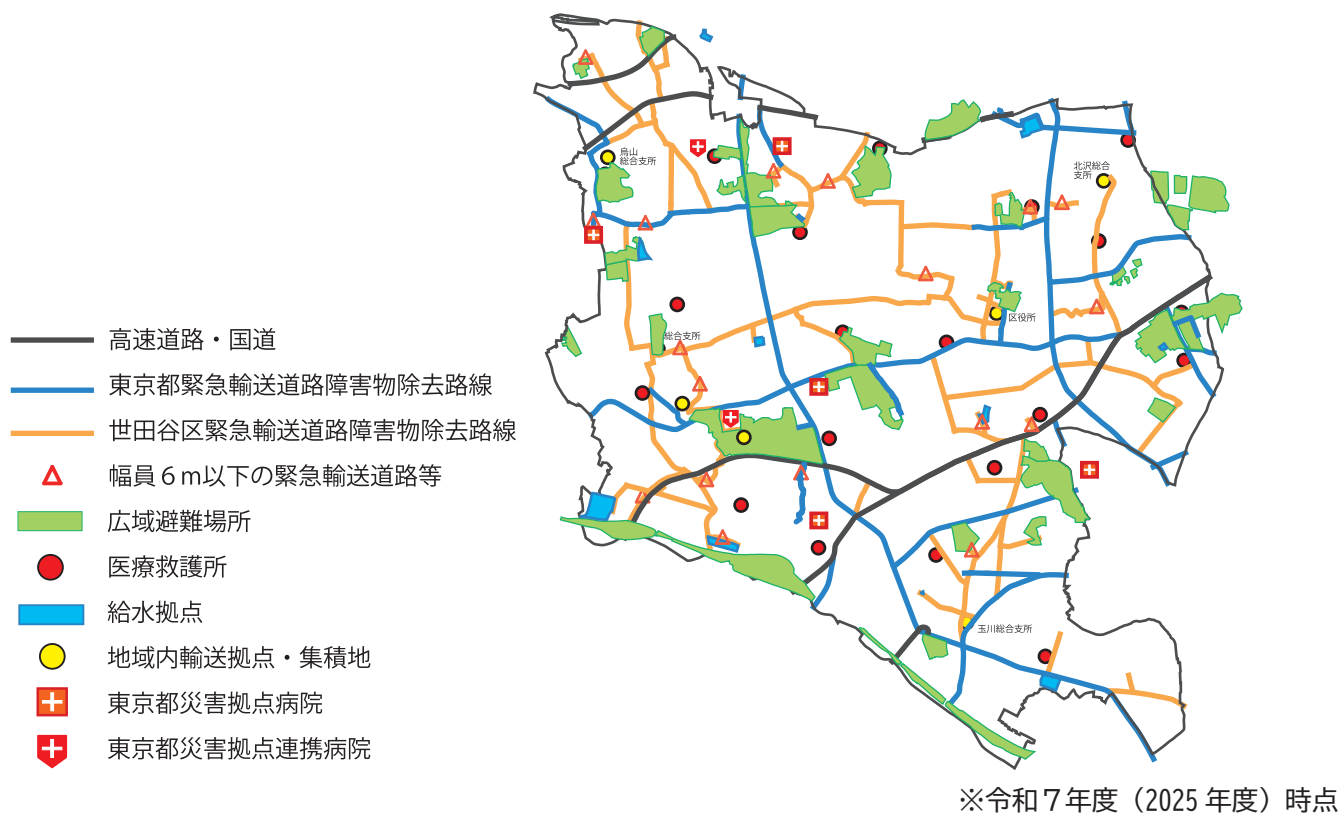 高速道路・国道
東京都緊急輸送道路障害物除去路線
世田谷区緊急輸送道路障害物除去路線
幅員６ｍ以下の緊急輸送道路等
広域避難場所
医療救護所
給水拠点
地域内輸送拠点・集積地
東京都災害拠点病院
東京都災害拠点連携病院
烏山
総合支所
北沢総合
支所
区役所
総合支所
玉川総合支所
※令和７年度（2025 年度）時点